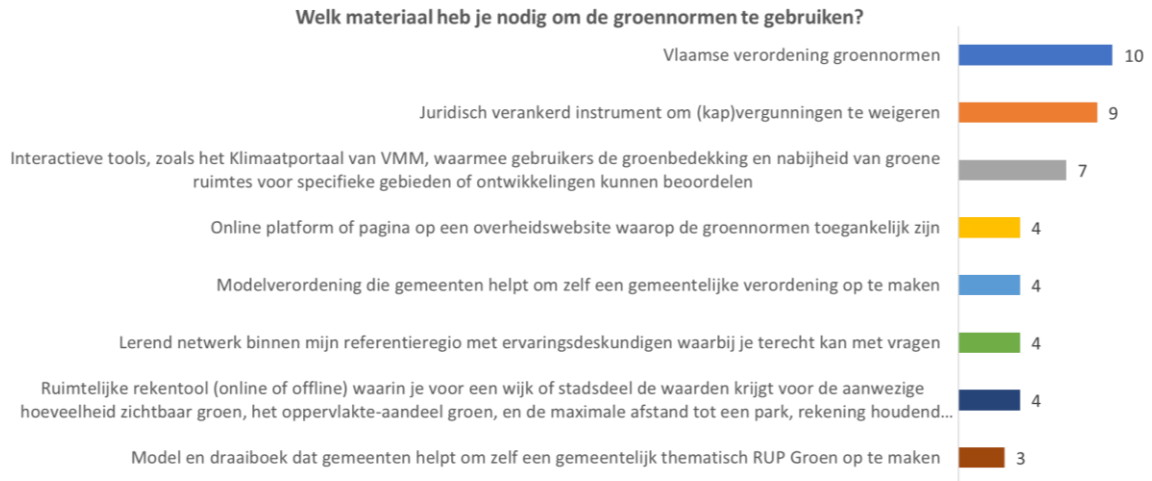 Welk materiaal heb je nodig om de groennormen te gebruiken?
Vlaamse verordening groennormen 10
Juridisch verankerd instrument om (kap)vergunningen te weigeren 9
Interactieve tools, zoals het Klimaatportaal van VMM, waarmee gebruikers de groenbedekking en nabijheid van groene
ruimtes voor specifieke gebieden of ontwikkelingen kunnen beoordelen 7
Online platform of pagina op een overheidswebsite waarop de groennormen toegankelijk zijn 4
Modelverordening die gemeenten helpt om zelf een gemeentelijke verordening op te maken 4
Lerend netwerk binnen mijn referentieregio met ervaringsdeskundigen waarbij je terecht kan met vragen 4
Ruimtelijke rekentool (online of offline) waarin je voor een wijk of stadsdeel de waarden krijgt voor de aanwezige
hoeveelheid zichtbaar groen, het oppervlakte-aandeel groen, en de maximale afstand tot een park, rekening houdend... 4
Model en draaiboek dat gemeenten helpt om zelf een gemeentelijk thematisch RUP Groen op te maken 3